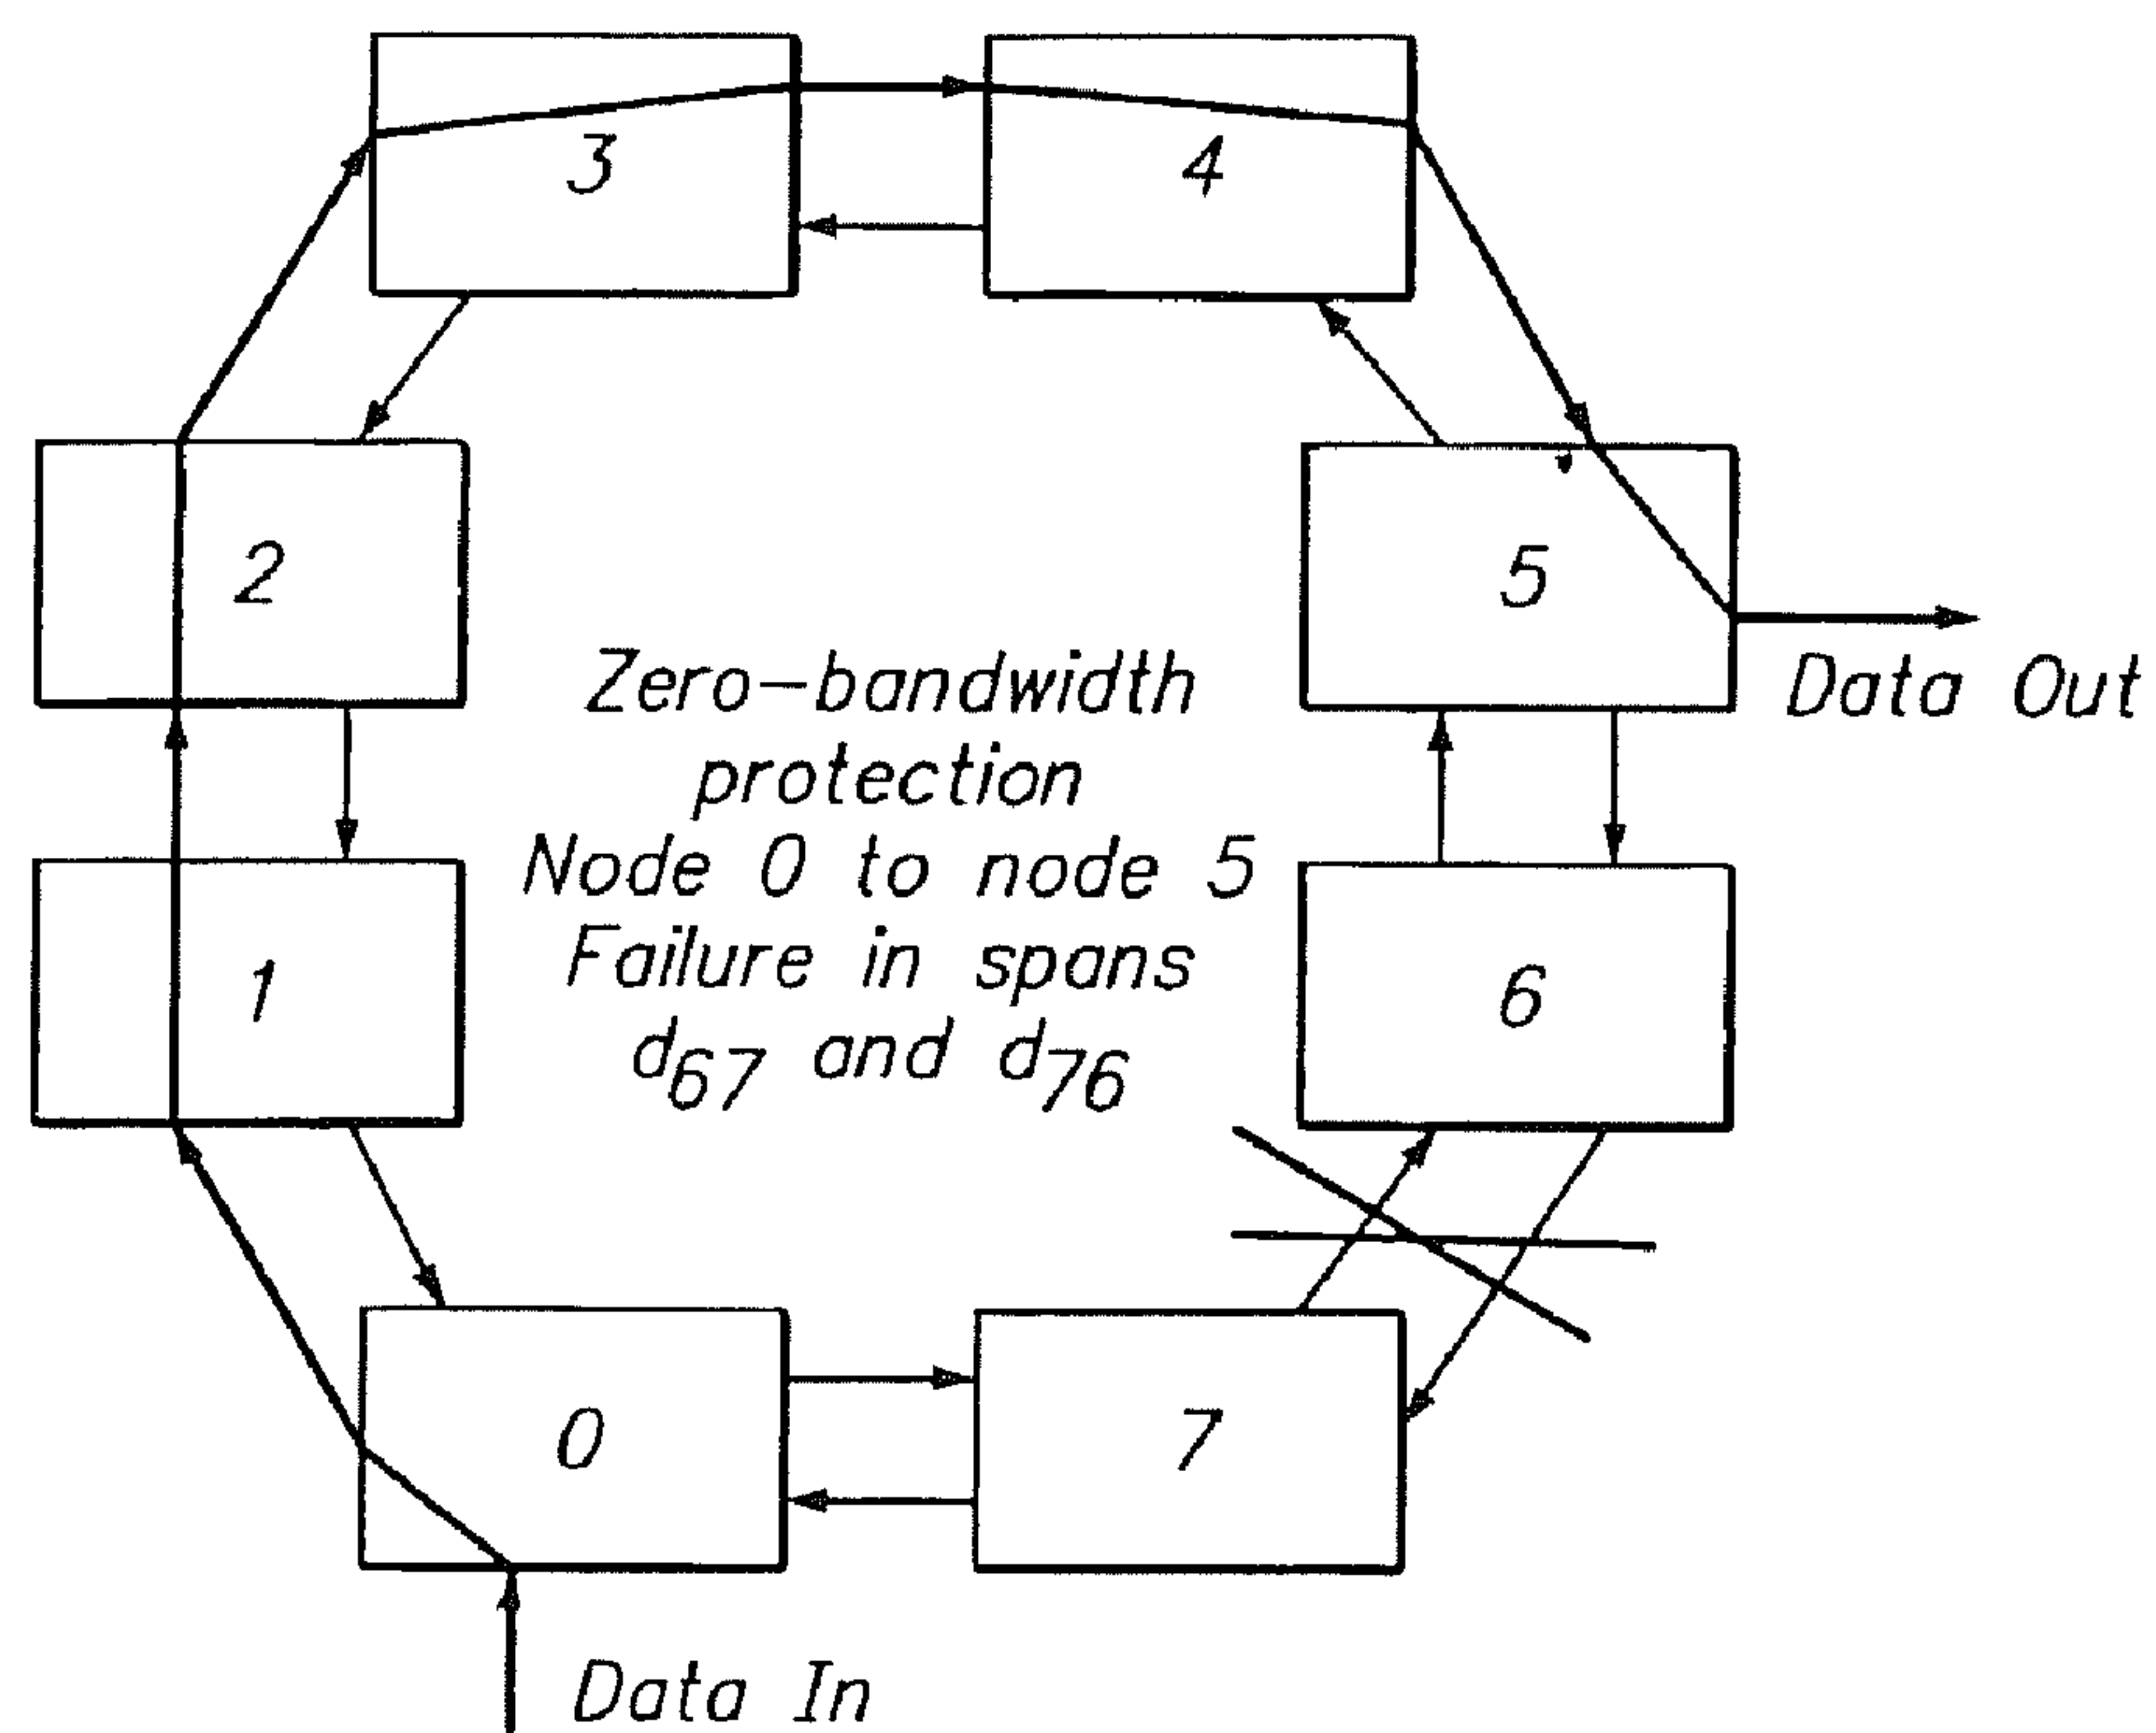 3
4
2
5
Data Out
Zero-bandwidth
protection
Node 0 to node 5
Failure in spans
d67 and d76
1
6
0
7
Data In